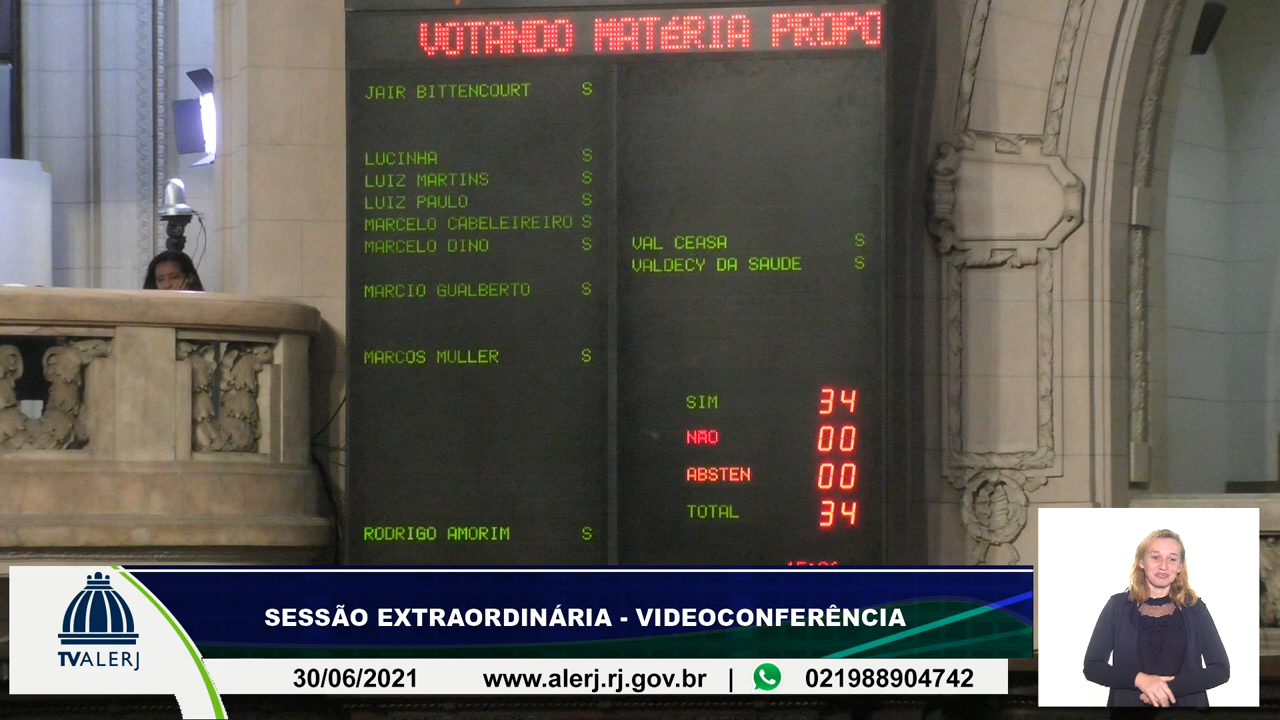 VOTANDO MATÉRIA PROPO
JAIR BITTENCOURT S
LUCINHA S
LUIZ MARTINS S
LUIZ PAULO S
MARCELO CABELEIREIRO S
MARCELO DINO S
MARCIO GUALBERTO S
MARCOS MULLER S
RODRIGO AMORIM S
VAL CEASA S
VALDECY DA SAUDE S
SIM 34
NÃO 00
ABSTEN 00
TOTAL 34
SESSÃO EXTRAORDINÁRIA - VIDEOCONFERÊNCIA
TVALERJ
30/06/2021 www.alerj.rj.gov.br | 021988904742